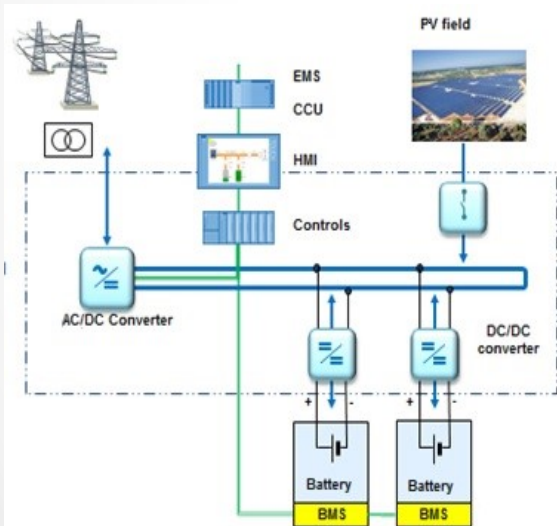 PV field
EMS
CCU
HMI
Controls
AC/DC Converter
DC/DC
converter
+ -
+ -
Battery
Battery
BMS
BMS